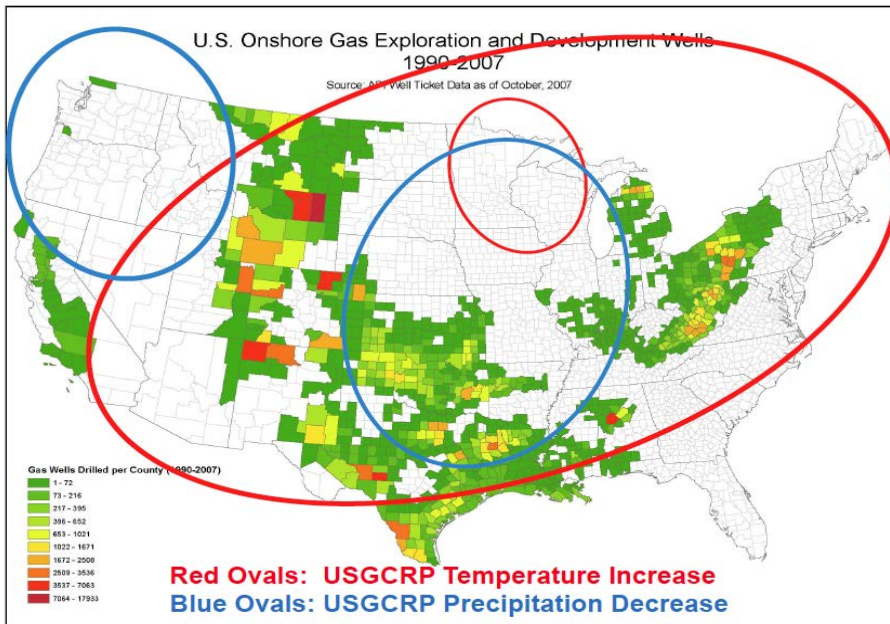 U.S. Onshore Gas Exploration and Development Wells
1990-2007
Source: API Well Ticket Data as of October, 2007
Gas Wells Drilled per County (1990-2007)
1 - 72
73 - 216
217 - 395
396 - 652
653 - 1021
1022 - 1671
1672 - 2508
2509 - 3536
3537 - 7063
7064 - 17933
Red Ovals: USGCRP Temperature Increase
Blue Ovals: USGCRP Precipitation Decrease